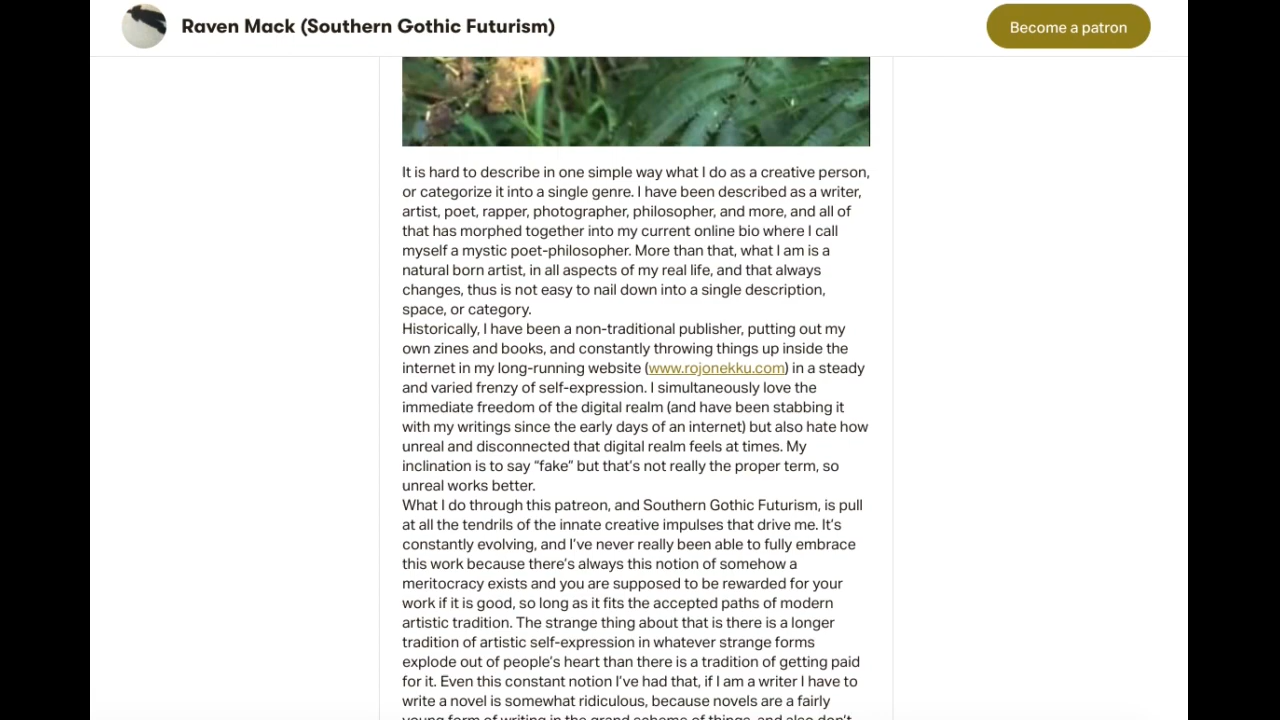 Raven Mack (Southern Gothic Futurism)
Become a patron
It is hard to describe in one simple way what I do as a creative person,
or categorize it into a single genre. I have been described as a writer,
artist, poet, rapper, photographer, philosopher, and more, and all of
that has morphed together into my current online bio where I call
myself a mystic poet-philosopher. More than that, what I am is a
natural born artist, in all aspects of my real life, and that always
changes, thus is not easy to nail down into a single description,
space, or category.
Historically, I have been a non-traditional publisher, putting out my
own zines and books, and constantly throwing things up inside the
internet in my long-running website (www.rojonekku.com) in a steady
and varied frenzy of self-expression. I simultaneously love the
immediate freedom of the digital realm (and have been stabbing it
with my writings since the early days of an internet) but also hate how
unreal and disconnected that digital realm feels at times. My
inclination is to say “fake” but that’s not really the proper term, so
unreal works better.
What I do through this patreon, and Southern Gothic Futurism, is pull
at all the tendrils of the innate creative impulses that drive me. It’s
constantly evolving, and I’ve never really been able to fully embrace
this work because there’s always this notion of somehow a
meritocracy exists and you are supposed to be rewarded for your
work if it is good, so long as it fits the accepted paths of modern
artistic tradition. The strange thing about that is there is a longer
tradition of artistic self-expression in whatever strange forms
explode out of people’s heart than there is a tradition of getting paid
for it. Even this constant notion I’ve had that, if I am a writer I have to
write a novel is somewhat ridiculous, because novels are a fairly
young form of writing in the grand scheme of things, and also don’t